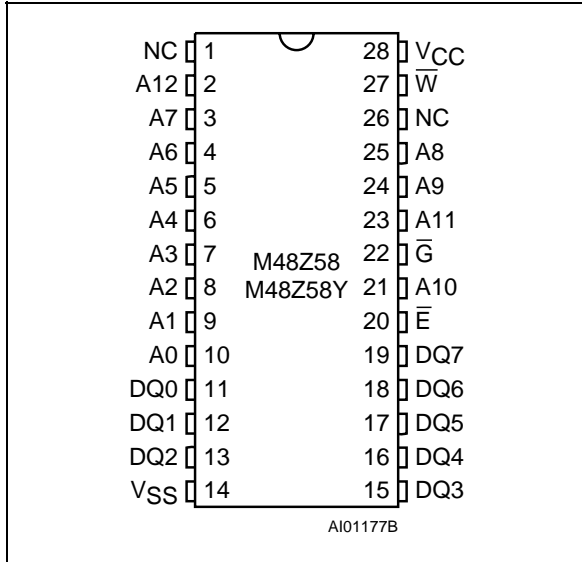 NC 1 28 VCC
A12 2 27 W̅
A7 3 26 NC
A6 4 25 A8
A5 5 24 A9
A4 6 23 A11
A3 7 M48Z58 22 G̅
A2 8 M48Z58Y 21 A10
A1 9 20 E̅
A0 10 19 DQ7
DQ0 11 18 DQ6
DQ1 12 17 DQ5
DQ2 13 16 DQ4
VSS 14 15 DQ3
AI01177B